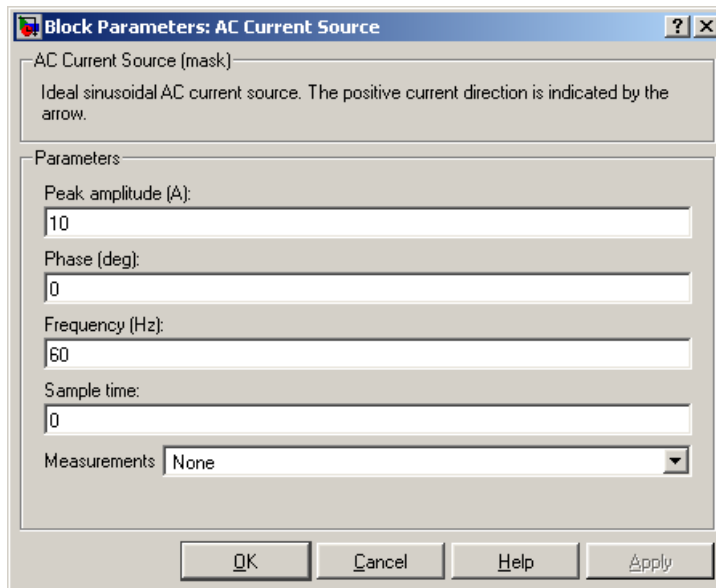 Block Parameters: AC Current Source
AC Current Source (mask)
Ideal sinusoidal AC current source. The positive current direction is indicated by the
arrow.
Parameters
Peak amplitude (A):
10
Phase (deg):
0
Frequency (Hz):
60
Sample time:
0
Measurements None
OK Cancel Help Apply